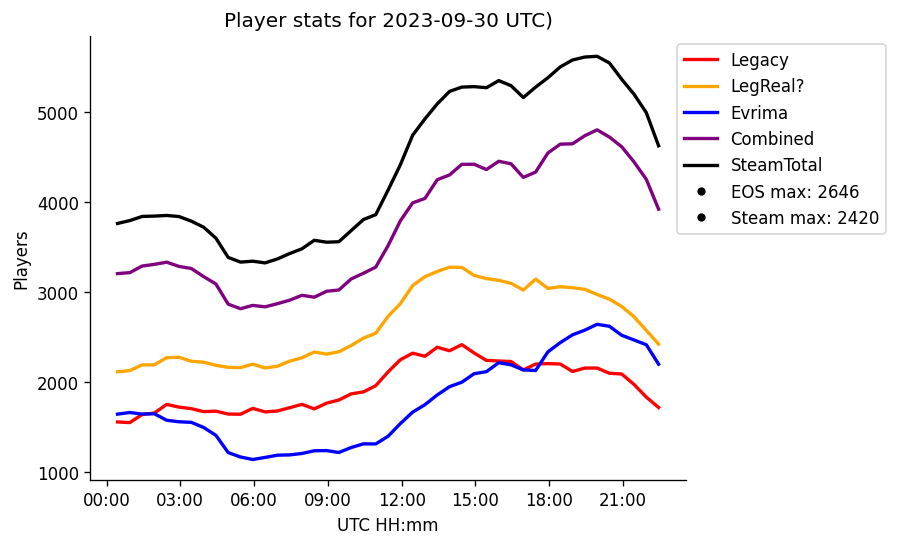 Player stats for 2023-09-30 UTC)
Legacy
LegReal?
Evrima
Combined
SteamTotal
EOS max: 2646
Steam max: 2420
Players
5000
4000
3000
2000
1000
00:00 03:00 06:00 09:00 12:00 15:00 18:00 21:00
UTC HH:mm